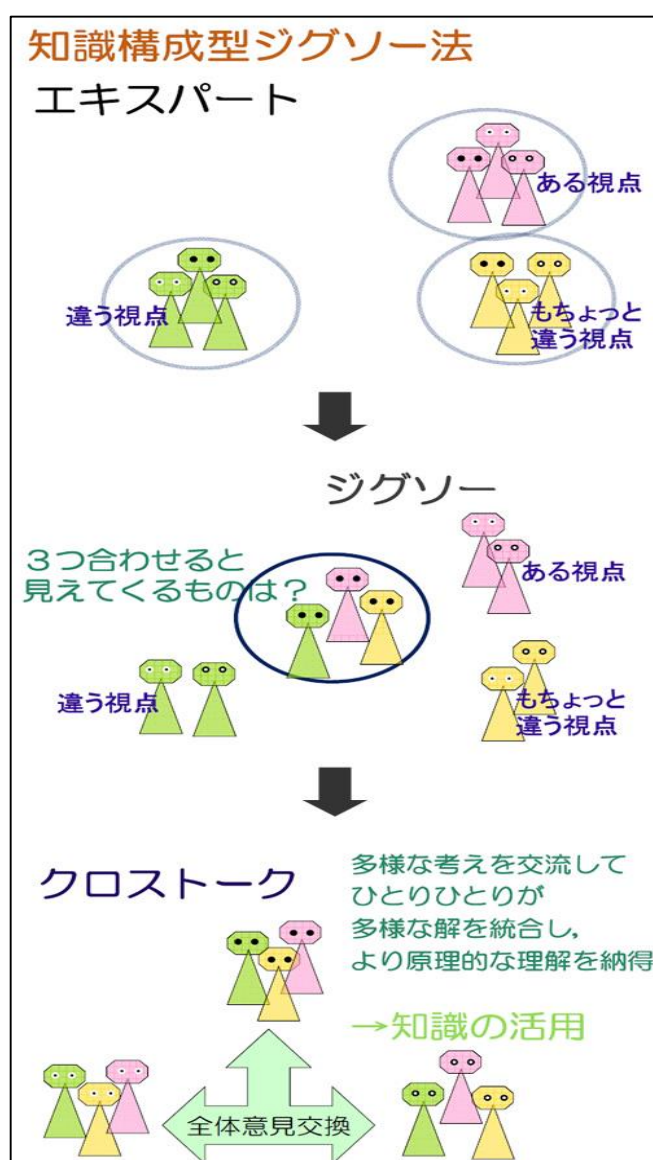 知識構成型ジグソー法
エキスパート
ある視点
違う視点
もちょっと
違う視点
ジグソー
３つ合わせると
見えてくるものは？
ある視点
違う視点
もちょっと
違う視点
クロストーク
多様な考えを交流して
ひとりひとりが
多様な解を統合し，
より原理的な理解を納得
→知識の活用
全体意見交換